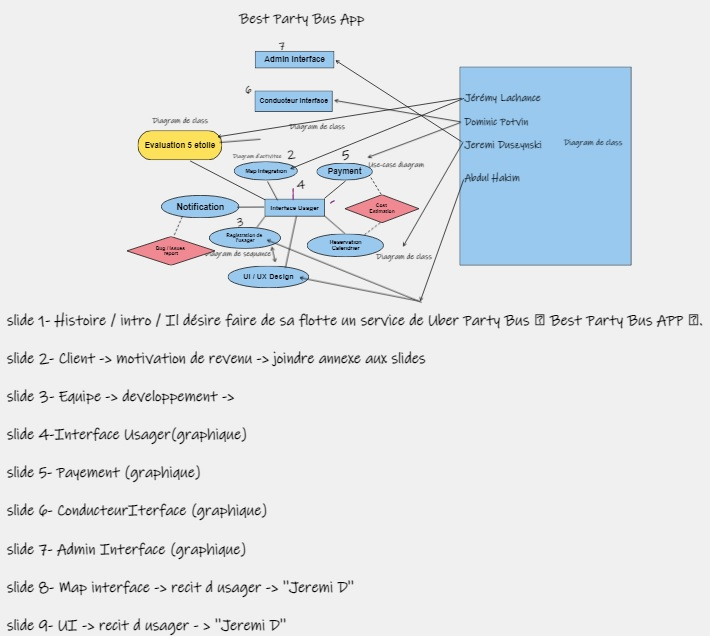 Best Party Bus App
7
Admin Interface
6
Conducteur Interface
Jérémy Lachance
Dominic Potvin
Jeremi Duszynski
Diagram de class
Abdul Hakim
Diagram de class
Diagram de class
Evaluation 5 etoile
Diagram d'activitée
2
Map Integration
5
Payment
Use-case diagram
4
Notification
Interface Usager
Cost
Estimation
3
Registration de
l'usager
Reservation
Calendrier
Bug / Issues
report
Diagram de sequance
Diagram de class
UI / UX Design
slide 1- Histoire / intro / Il désire faire de sa flotte un service de Uber Party Bus Best Party Bus APP .
slide 2- Client -> motivation de revenu -> joindre annexe aux slides
slide 3- Equipe -> developpement ->
slide 4-Interface Usager(graphique)
slide 5- Payement (graphique)
slide 6- ConducteurIterface (graphique)
slide 7- Admin Interface (graphique)
slide 8- Map interface -> recit d usager -> "Jeremi D"
slide 9- UI -> recit d usager - > "Jeremi D"